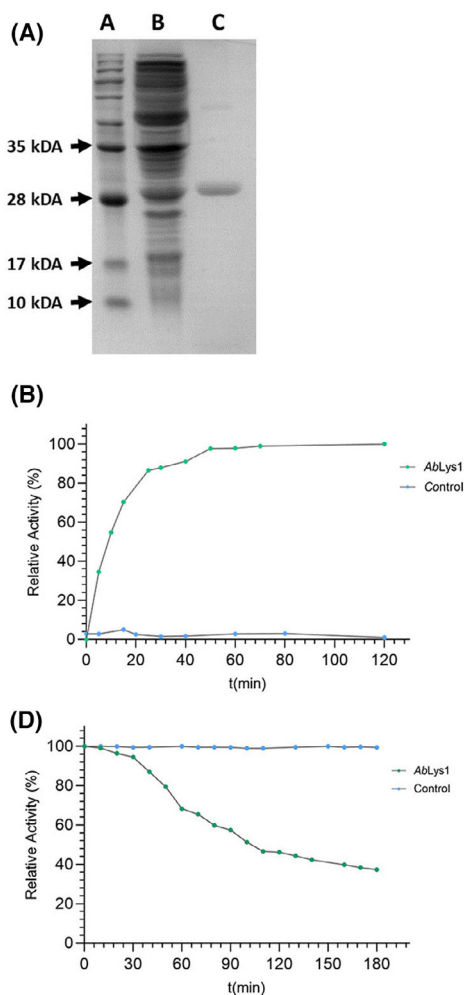 (A)
A B C
35 kDA
28 kDA
17 kDA
10 kDA
(B)
Relative Activity (%)
100
80
60
40
20
0
0 20 40 60 80 100 120
t(min)
AbLys1
Control
(D)
Relative Activity (%)
100
80
60
40
20
0
0 30 60 90 120 150 180
t(min)
AbLys1
Control